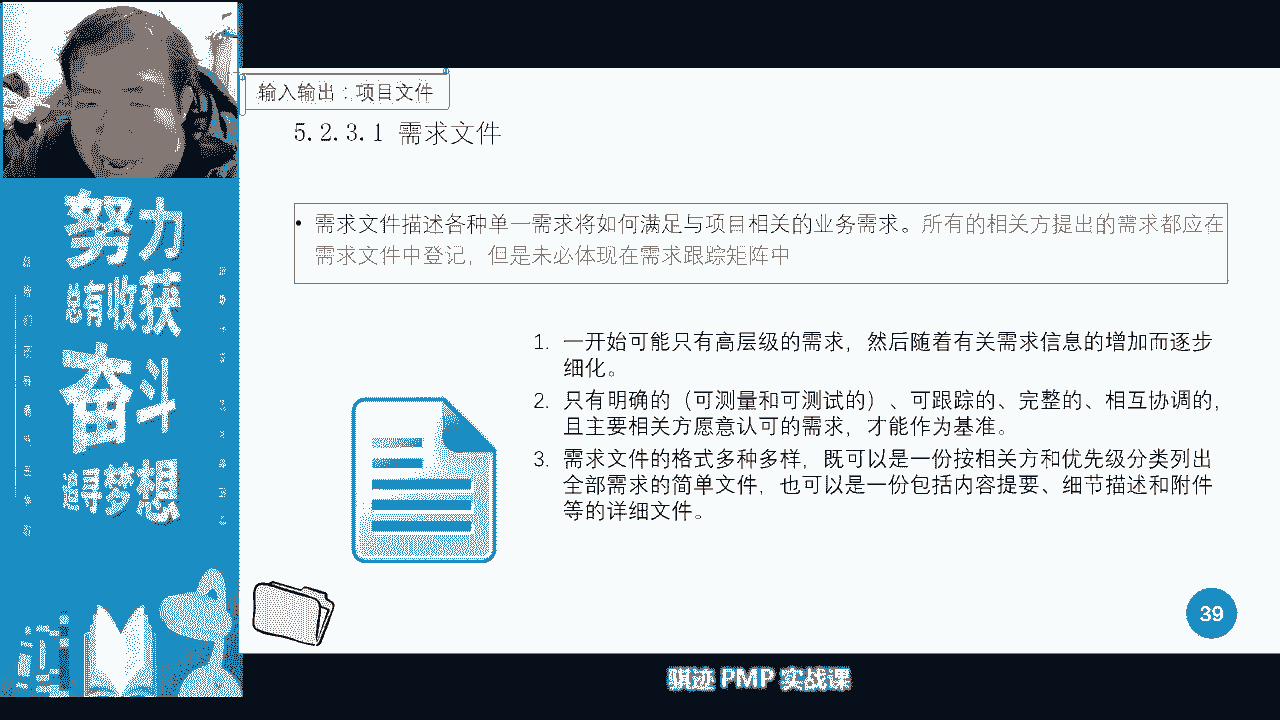 输入输出：项目文件
5.2.3.1 需求文件
• 需求文件描述各种单一需求将如何满足与项目相关的业务需求。所有的相关方提出的需求都应在
需求文件中登记，但是未必体现在需求跟踪矩阵中
1. 一开始可能只有高层级的需求，然后随着有关需求信息的增加而逐步
细化。
2. 只有明确的（可测量和可测试的）、可跟踪的、完整的、相互协调的，
且主要相关方愿意认可的需求，才能作为基准。
3. 需求文件的格式多种多样，既可以是一份按相关方和优先级分类列出
全部需求的简单文件，也可以是一份包括内容提要、细节描述和附件
等的详细文件。
39
努力
总有收获
奋斗
追寻梦想
骐迹 PMP 实战课